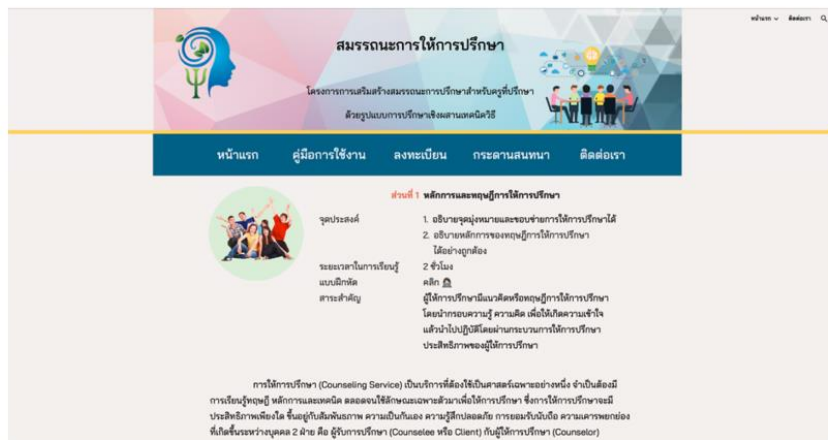 หน้าแรก ติดต่อเรา
สมรรถนะการให้การปรึกษา
โครงการการเสริมสร้างสมรรถนะการปรึกษาสำหรับครูที่ปรึกษา
ด้วยรูปแบบการปรึกษาเชิงผสานเทคนิควิธี
หน้าแรก คู่มือการใช้งาน ลงทะเบียน กระดานสนทนา ติดต่อเรา
ส่วนที่ 1 หลักการและทฤษฎีการให้การปรึกษา
จุดประสงค์ 1. อธิบายจุดมุ่งหมายและขอบข่ายการให้การปรึกษาได้
2. อธิบายหลักการของทฤษฎีการให้การปรึกษา
ได้อย่างถูกต้อง
ระยะเวลาในการเรียนรู้ 2 ชั่วโมง
แบบฝึกหัด คลิก
สาระสำคัญ ผู้ให้การปรึกษามีแนวคิดหรือทฤษฎีการให้การปรึกษา
โดยนำกรอบความรู้ ความคิด เพื่อให้เกิดความเข้าใจ
แล้วนำไปปฏิบัติโดยผ่านกระบวนการให้การปรึกษา
ประสิทธิภาพของผู้ให้การปรึกษา
การให้การปรึกษา (Counseling Service) เป็นบริการที่ต้องใช้เป็นศาสตร์เฉพาะอย่างหนึ่ง จำเป็นต้องมี
การเรียนรู้ทฤษฎี หลักการและเทคนิค ตลอดจนใช้ลักษณะเฉพาะตัวมาเพื่อให้การปรึกษา ซึ่งการให้การปรึกษาจะมี
ประสิทธิภาพเพียงใด ขึ้นอยู่กับสัมพันธภาพ ความเป็นกันเอง ความรู้สึกปลอดภัย การยอมรับนับถือ ความเคารพยกย่อง
ที่เกิดขึ้นระหว่างบุคคล 2 ฝ่าย คือ ผู้รับการปรึกษา (Counselee หรือ Client) กับผู้ให้การปรึกษา (Counselor)